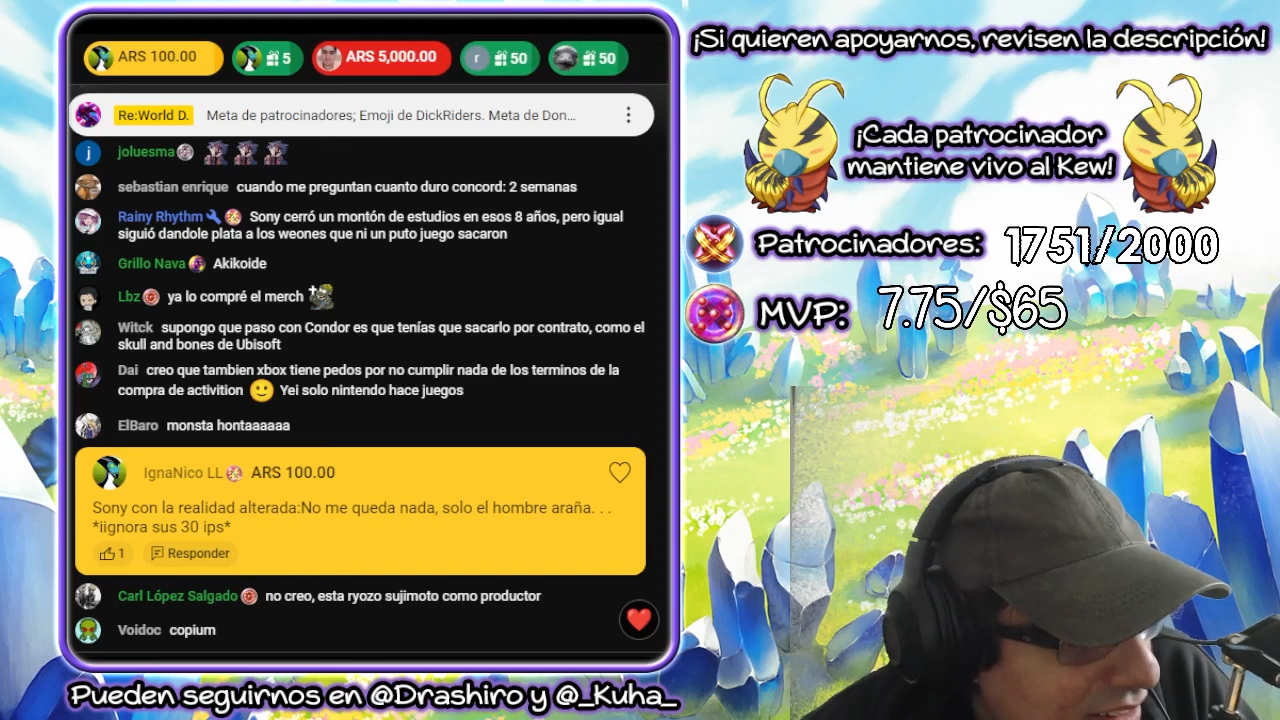 ¡Si quieren apoyarnos, revisen la descripción!
ARS 100.00
5
ARS 5,000.00
r
50
50
Re:World D. Meta de patrocinadores; Emoji de DickRiders. Meta de Don...
j
joluesma
sebastian enrique cuando me preguntan cuanto duro concord: 2 semanas
Rainy Rhythm Sony cerró un montón de estudios en esos 8 años, pero igual
siguió dandole plata a los weones que ni un puto juego sacaron
Grillo Nava Akikoide
Lbz ya lo compré el merch
Witck supongo que paso con Condor es que tenías que sacarlo por contrato, como el
skull and bones de Ubisoft
Dai creo que tambien xbox tiene pedos por no cumplir nada de los terminos de la
compra de activition Yei solo nintendo hace juegos
ElBaro monsta hontaaaaaa
IgnaNico LL ARS 100.00
Sony con la realidad alterada:No me queda nada, solo el hombre araña. . .
*iignora sus 30 ips*
1
Responder
Carl López Salgado no creo, esta ryozo sujimoto como productor
Voidoc copium
¡Cada patrocinador
mantiene vivo al Kew!
Patrocinadores: 1751/2000
MVP: 7.75/$65
Pueden seguirnos en @Drashiro y @_Kuha_